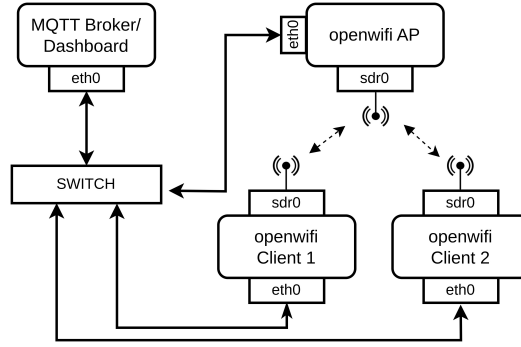 MQTT Broker/
Dashboard
eth0
eth0
openwifi AP
sdr0
SWITCH
sdr0
openwifi
Client 1
eth0
sdr0
openwifi
Client 2
eth0